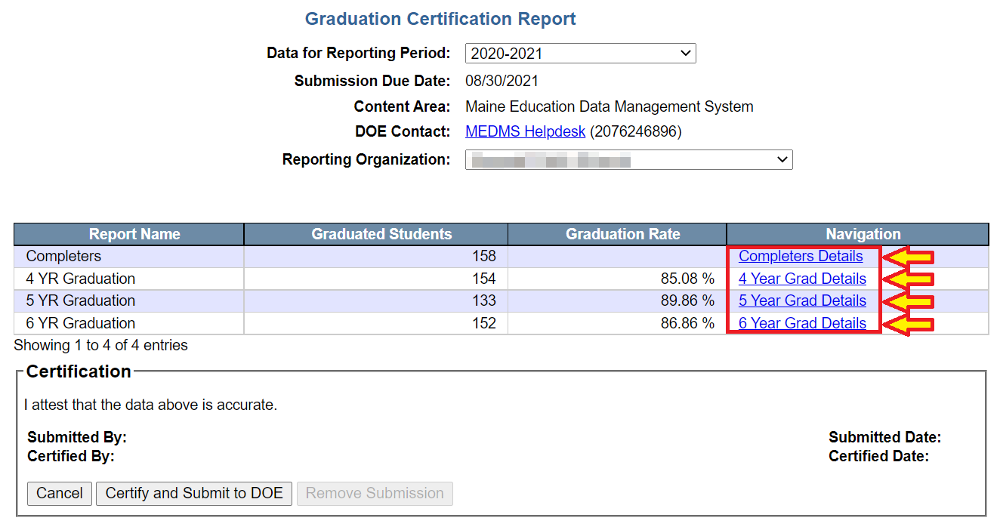 Graduation Certification Report
Data for Reporting Period: 2020-2021
Submission Due Date: 08/30/2021
Content Area: Maine Education Data Management System
DOE Contact: MEDMS Helpdesk (2076246896)
Reporting Organization:
Report Name Graduated Students Graduation Rate Navigation
Completers 158 Completers Details
4 YR Graduation 154 85.08 % 4 Year Grad Details
5 YR Graduation 133 89.86 % 5 Year Grad Details
6 YR Graduation 152 86.86 % 6 Year Grad Details
Showing 1 to 4 of 4 entries
Certification
I attest that the data above is accurate.
Submitted By: Submitted Date:
Certified By: Certified Date:
Cancel Certify and Submit to DOE Remove Submission